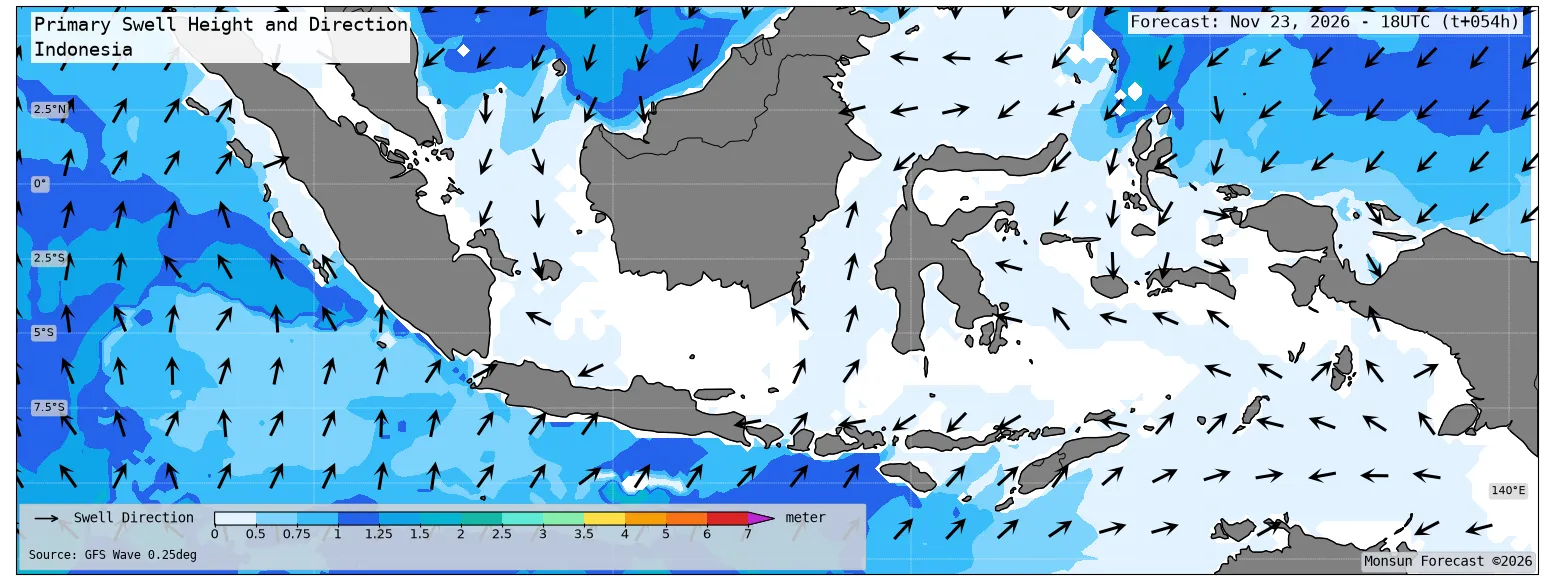 Primary Swell Height and Direction
Indonesia
Forecast: Nov 23, 2026 - 18UTC (t+054h)
2.5°N
0°
2.5°S
5°S
7.5°S
140°E
Swell Direction
0 0.5 0.75 1 1.25 1.5 2 2.5 3 3.5 4 5 6 7
meter
Source: GFS Wave 0.25deg
Monsun Forecast ©2026